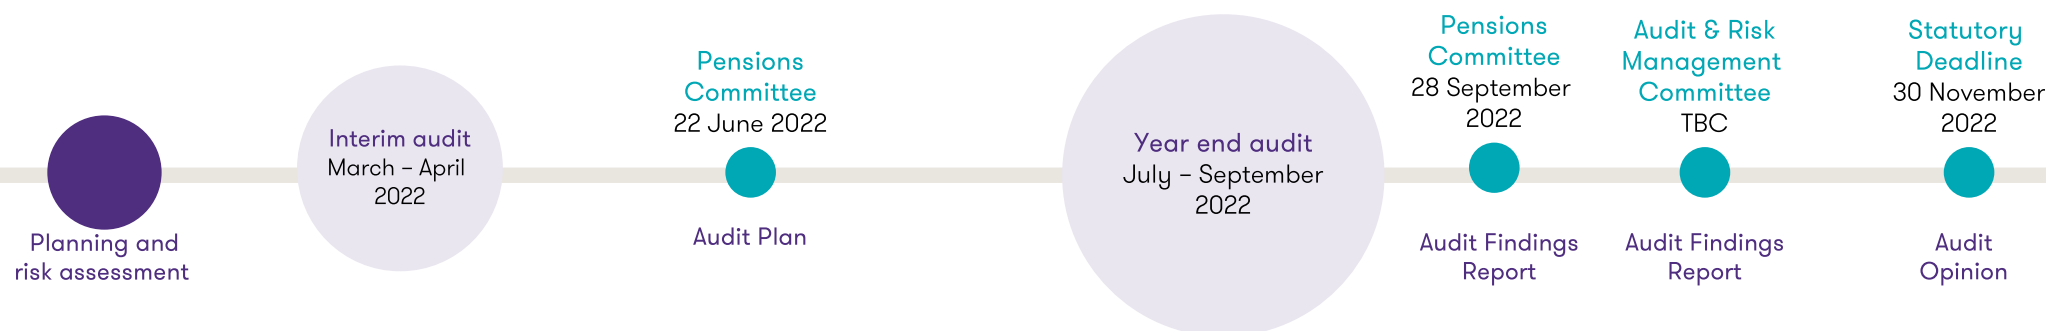 Planning and
risk assessment
Interim audit
March – April
2022
Pensions
Committee
22 June 2022
Audit Plan
Year end audit
July – September
2022
Pensions
Committee
28 September
2022
Audit Findings
Report
Audit & Risk
Management
Committee
TBC
Audit Findings
Report
Statutory
Deadline
30 November
2022
Audit
Opinion